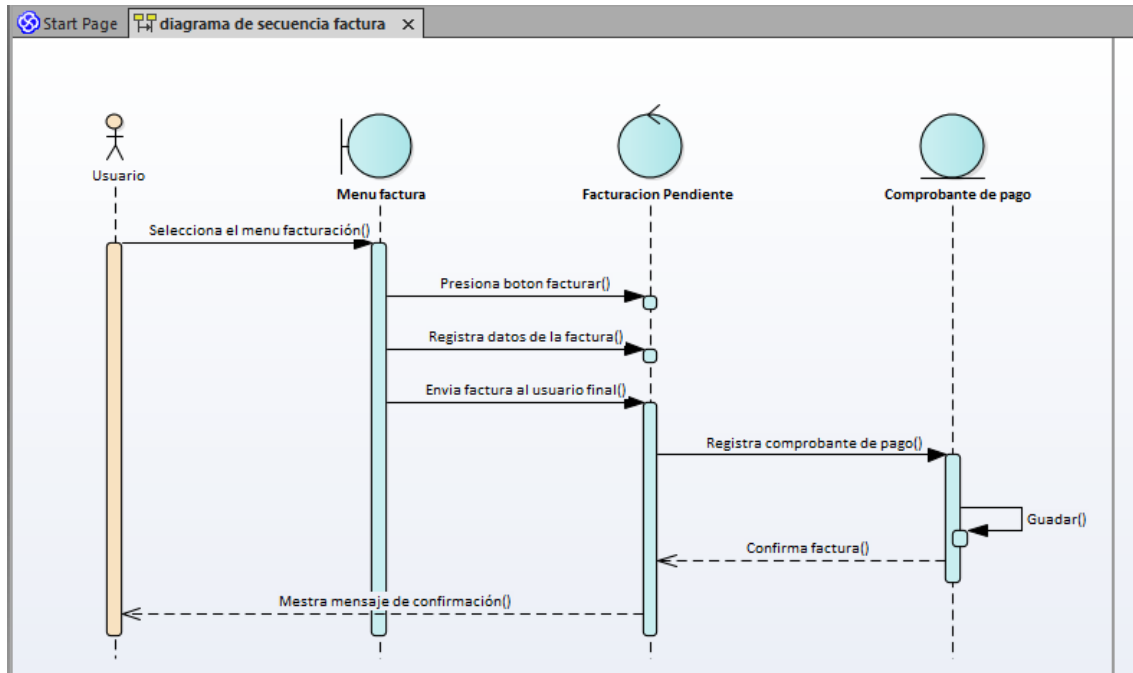 Start Page
diagrama de secuencia factura
Usuario
Menu factura
Facturacion Pendiente
Comprobante de pago
Selecciona el menu facturación()
Presiona boton facturar()
Registra datos de la factura()
Envia factura al usuario final()
Registra comprobante de pago()
Guadar()
Confirma factura()
Mestra mensaje de confirmación()